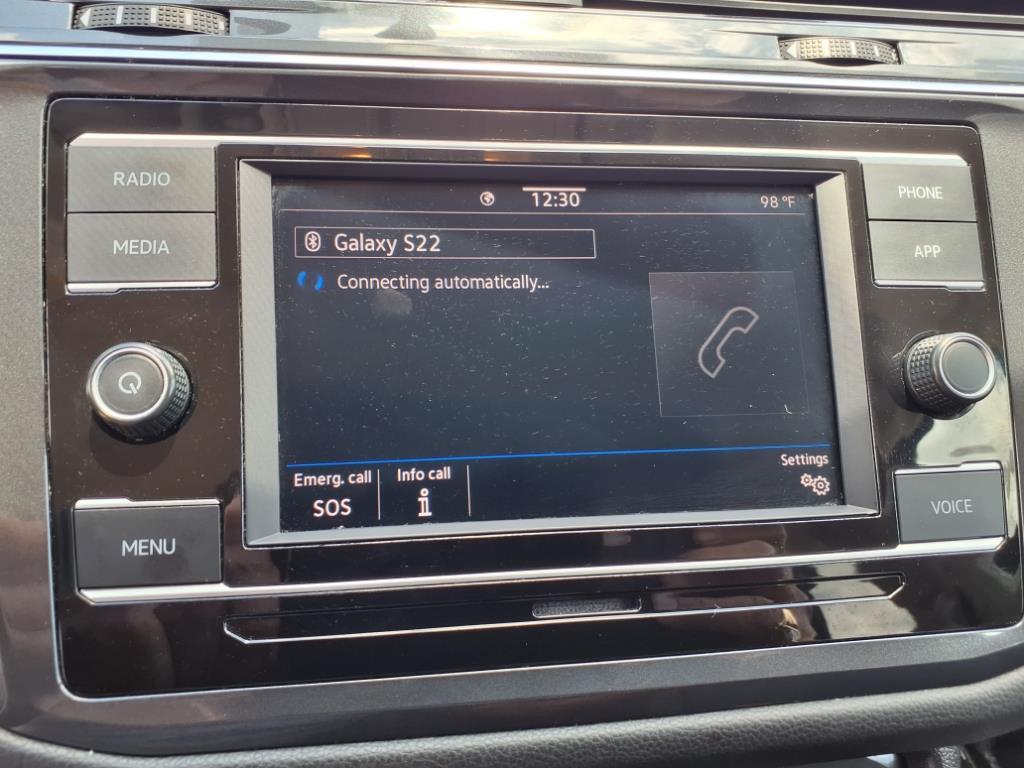 RADIO
MEDIA
MENU
12:30
98 °F
Galaxy S22
Connecting automatically...
Emerg. call
SOS
Info call
i
Settings
PHONE
APP
VOICE